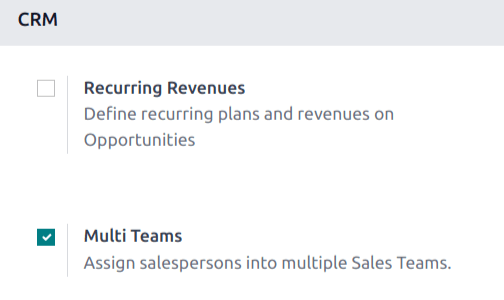 CRM
Recurring Revenues
Define recurring plans and revenues on
Opportunities
Multi Teams
Assign salespersons into multiple Sales Teams.